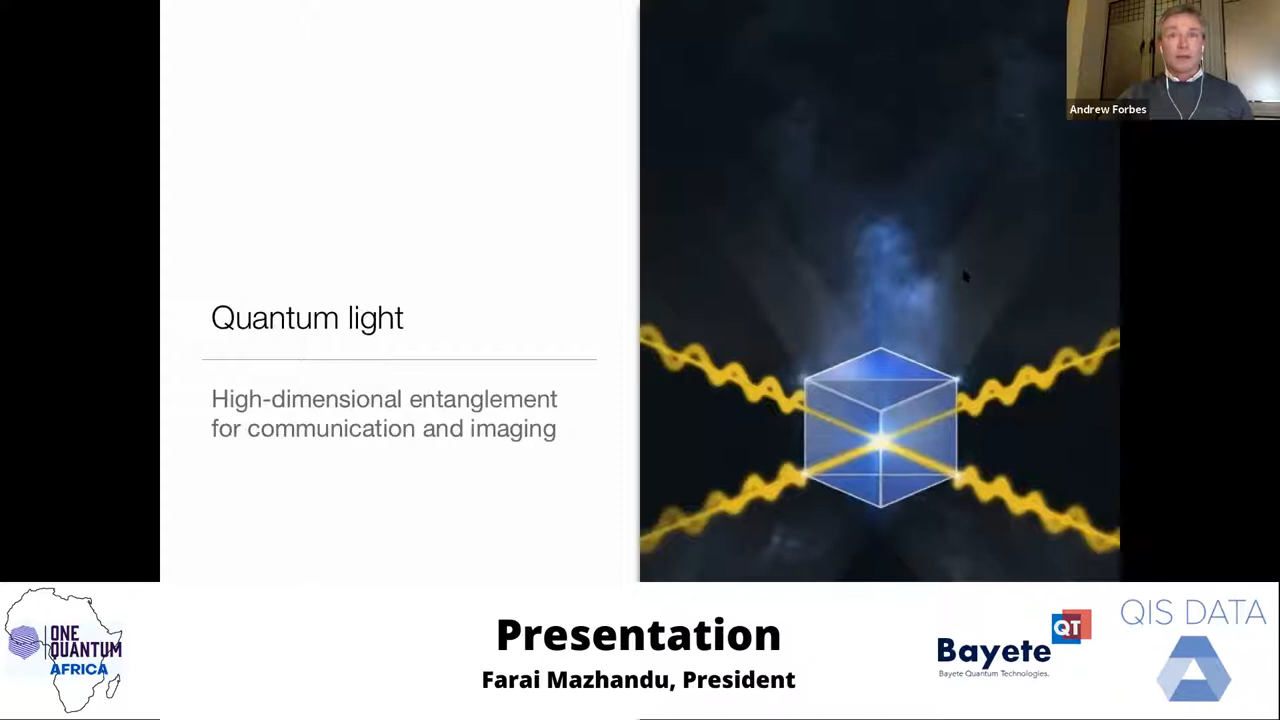 Andrew Forbes
Quantum light
High-dimensional entanglement
for communication and imaging
ONE
QUANTUM
AFRICA
Presentation
Farai Mazhandu, President
Bayete
QT
Bayete Quantum Technologies.
QIS DATA